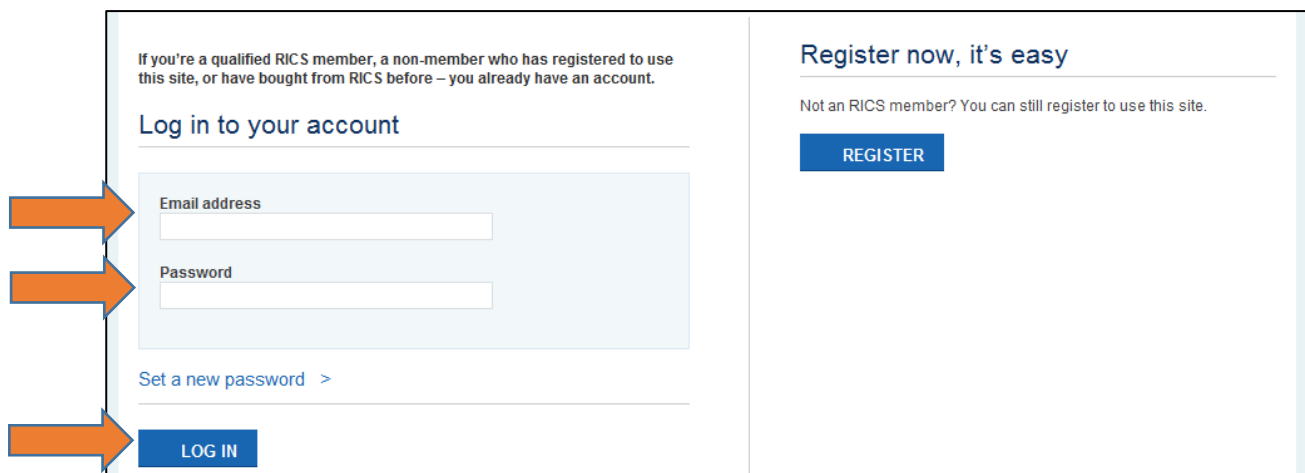 If you're a qualified RICS member, a non-member who has registered to use
this site, or have bought from RICS before – you already have an account.
Log in to your account
Email address
Password
Set a new password >
LOG IN
Register now, it's easy
Not an RICS member? You can still register to use this site.
REGISTER